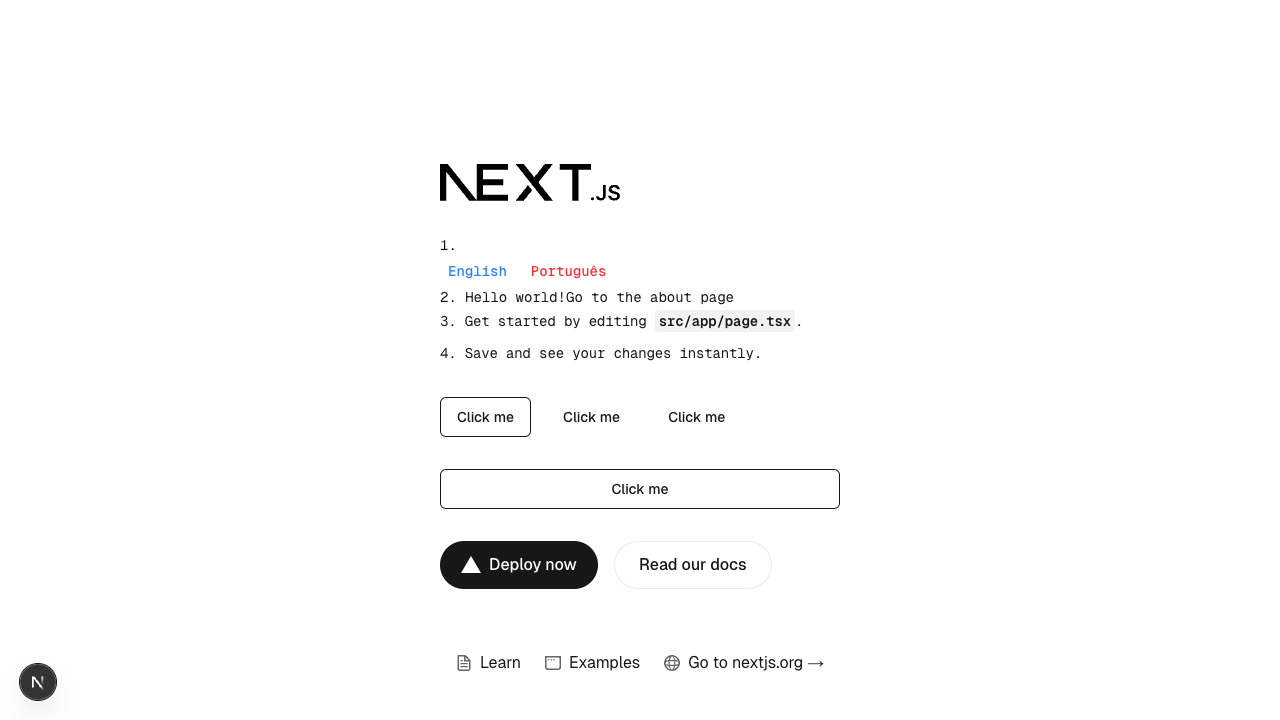 NEXT.JS
1.
English Português
2. Hello world!Go to the about page
3. Get started by editing src/app/page.tsx.
4. Save and see your changes instantly.
Click me Click me Click me
Click me
Deploy now Read our docs
Learn Examples Go to nextjs.org →
N